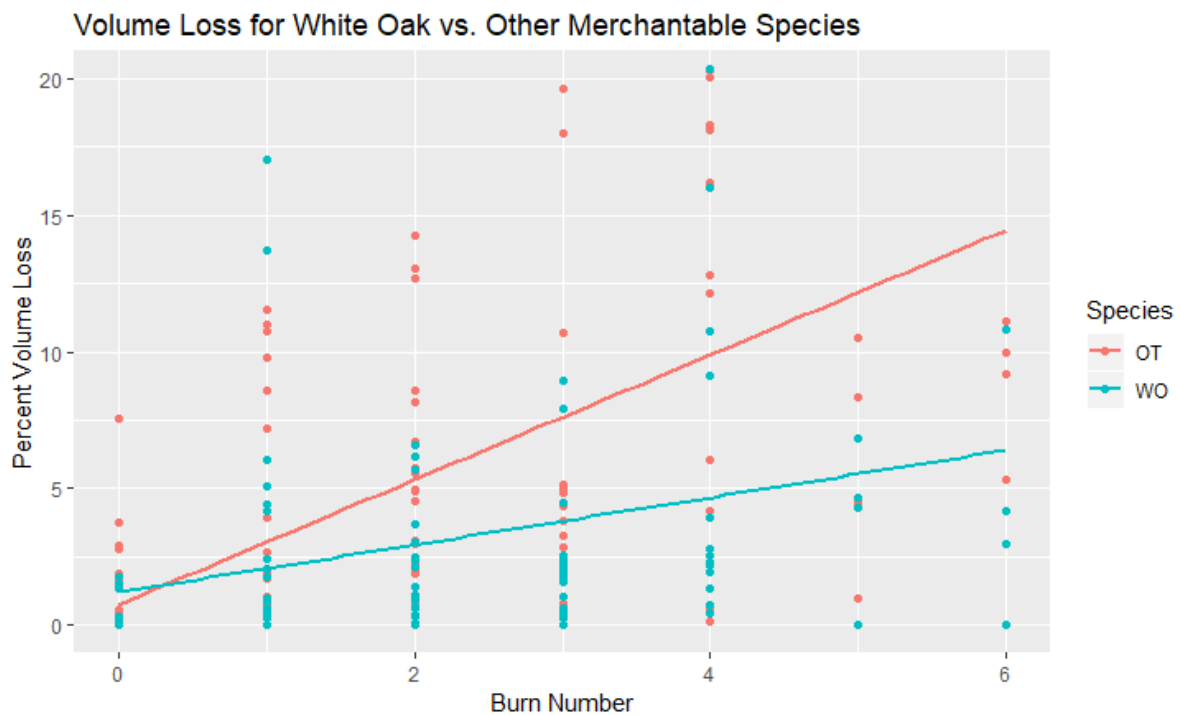 Volume Loss for White Oak vs. Other Merchantable Species
20
15
10
5
0
Percent Volume Loss
0 2 4 6
Burn Number
Species
OT
WO